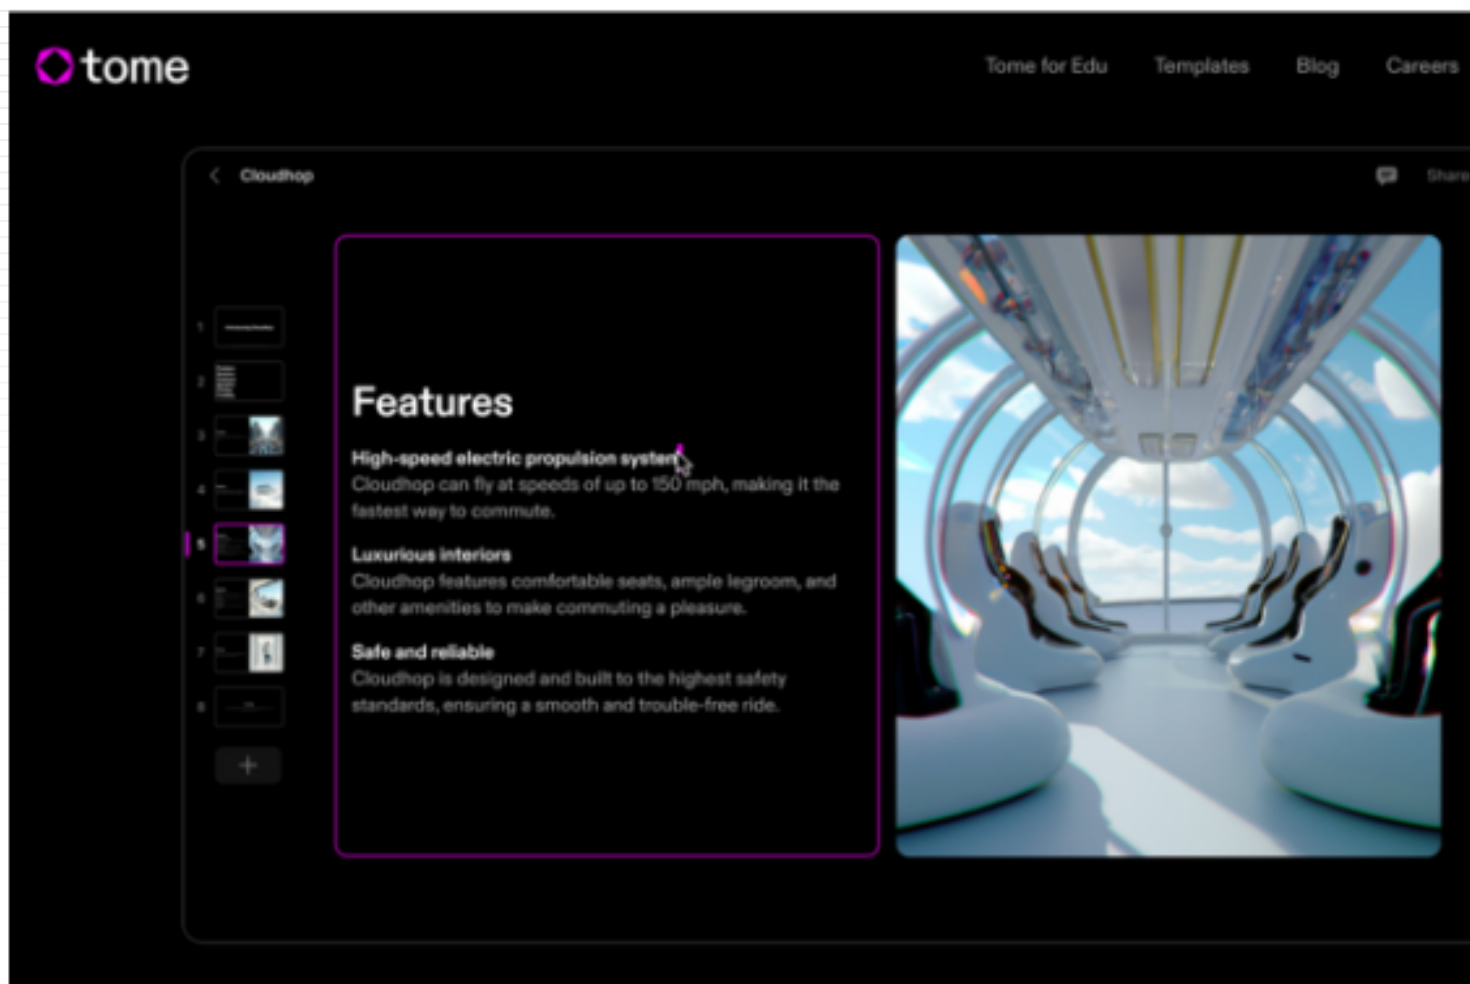 tome
Tome for Edu
Templates
Blog
Careers
Cloudhop
Share
1
2
3
4
5
6
7
8
Features
High-speed electric propulsion system
Cloudhop can fly at speeds of up to 150 mph, making it the
fastest way to commute.
Luxurious interiors
Cloudhop features comfortable seats, ample legroom, and
other amenities to make commuting a pleasure.
Safe and reliable
Cloudhop is designed and built to the highest safety
standards, ensuring a smooth and trouble-free ride.